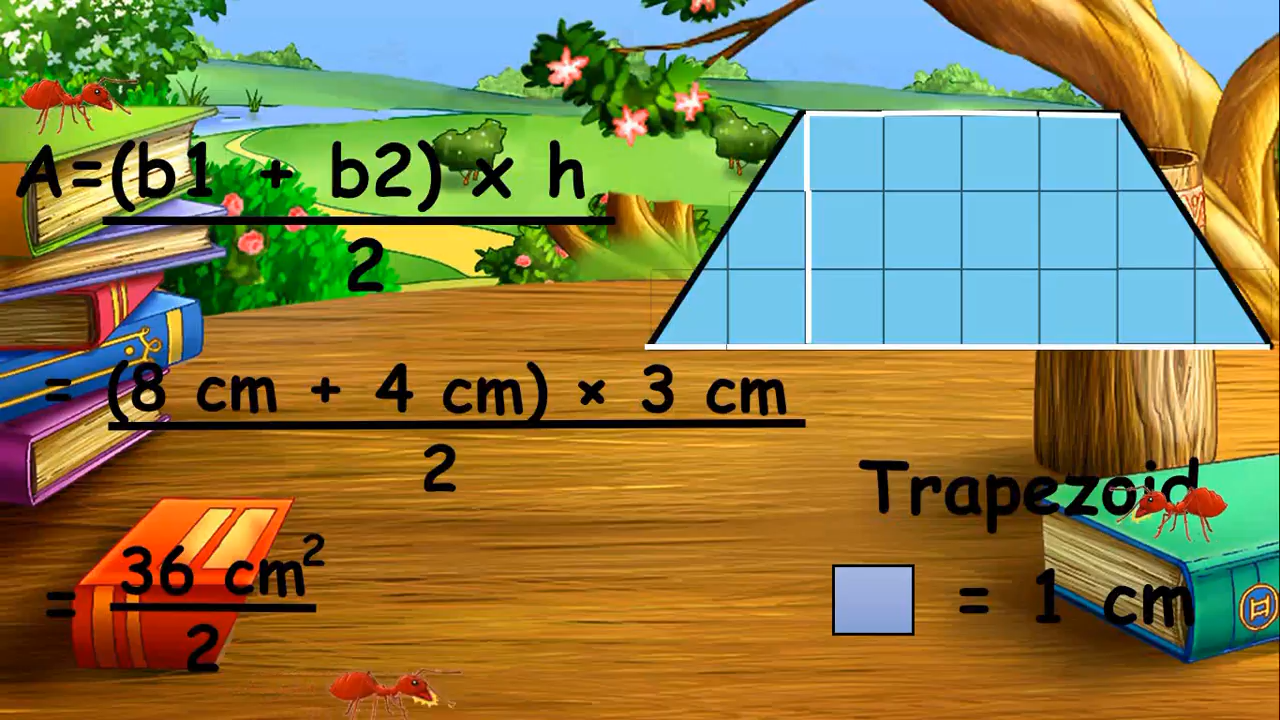 A=(b1 + b2) × h
2
= (8 cm + 4 cm) × 3 cm
2
= 36 cm²
2
Trapezoid
= 1 cm